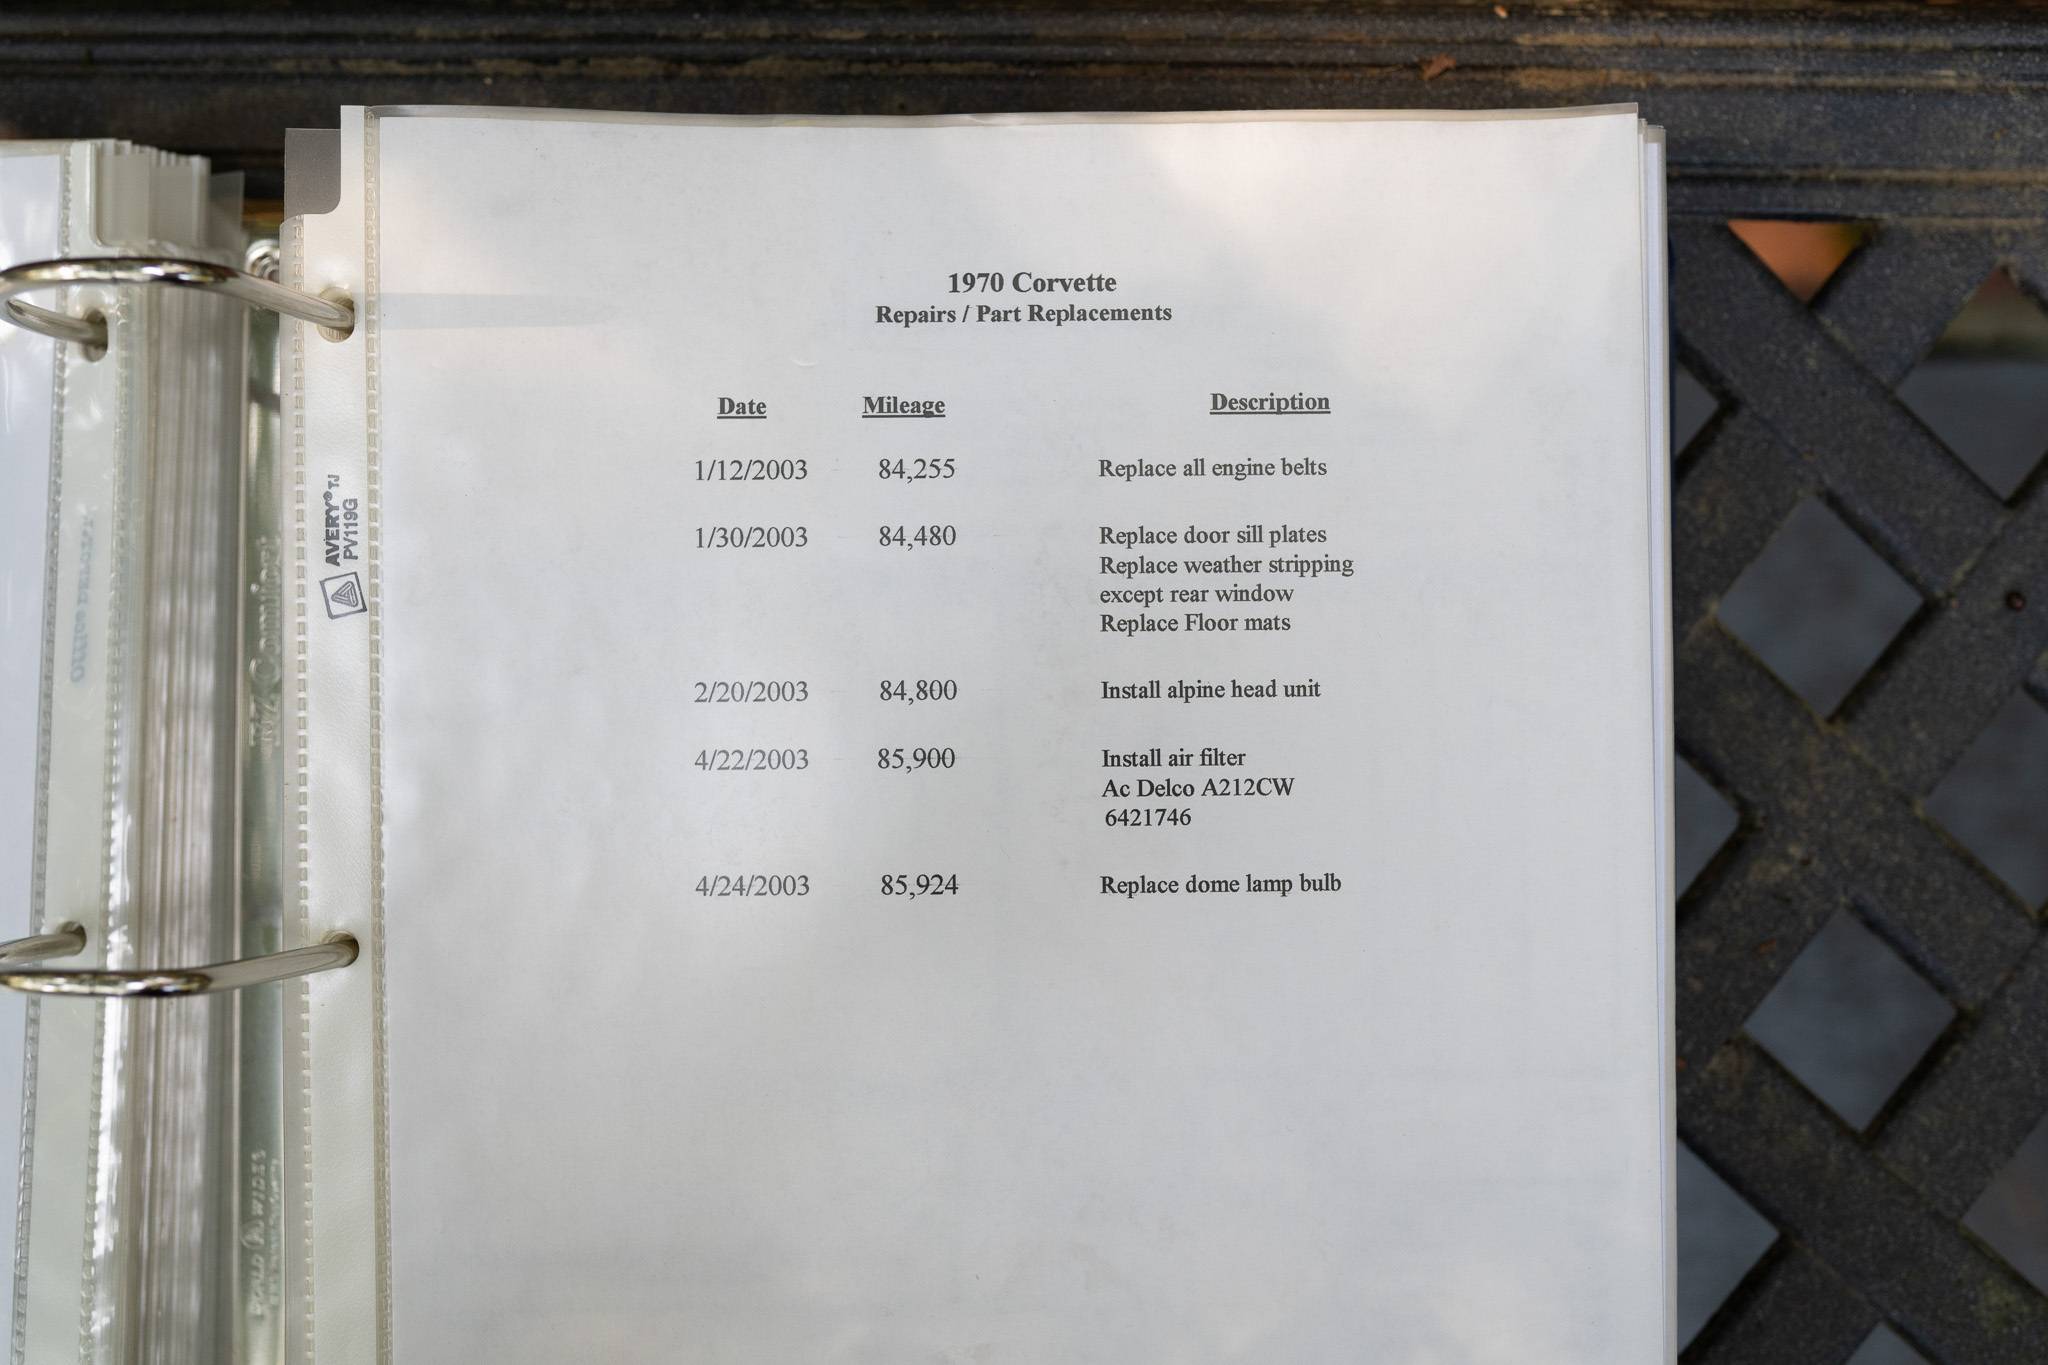 1970 Corvette
Repairs / Part Replacements
Date Mileage Description
1/12/2003 84,255 Replace all engine belts
1/30/2003 84,480 Replace door sill plates
Replace weather stripping
except rear window
Replace Floor mats
2/20/2003 84,800 Install alpine head unit
4/22/2003 85,900 Install air filter
Ac Delco A212CW
6421746
4/24/2003 85,924 Replace dome lamp bulb
AVERY® TJ
PV119G